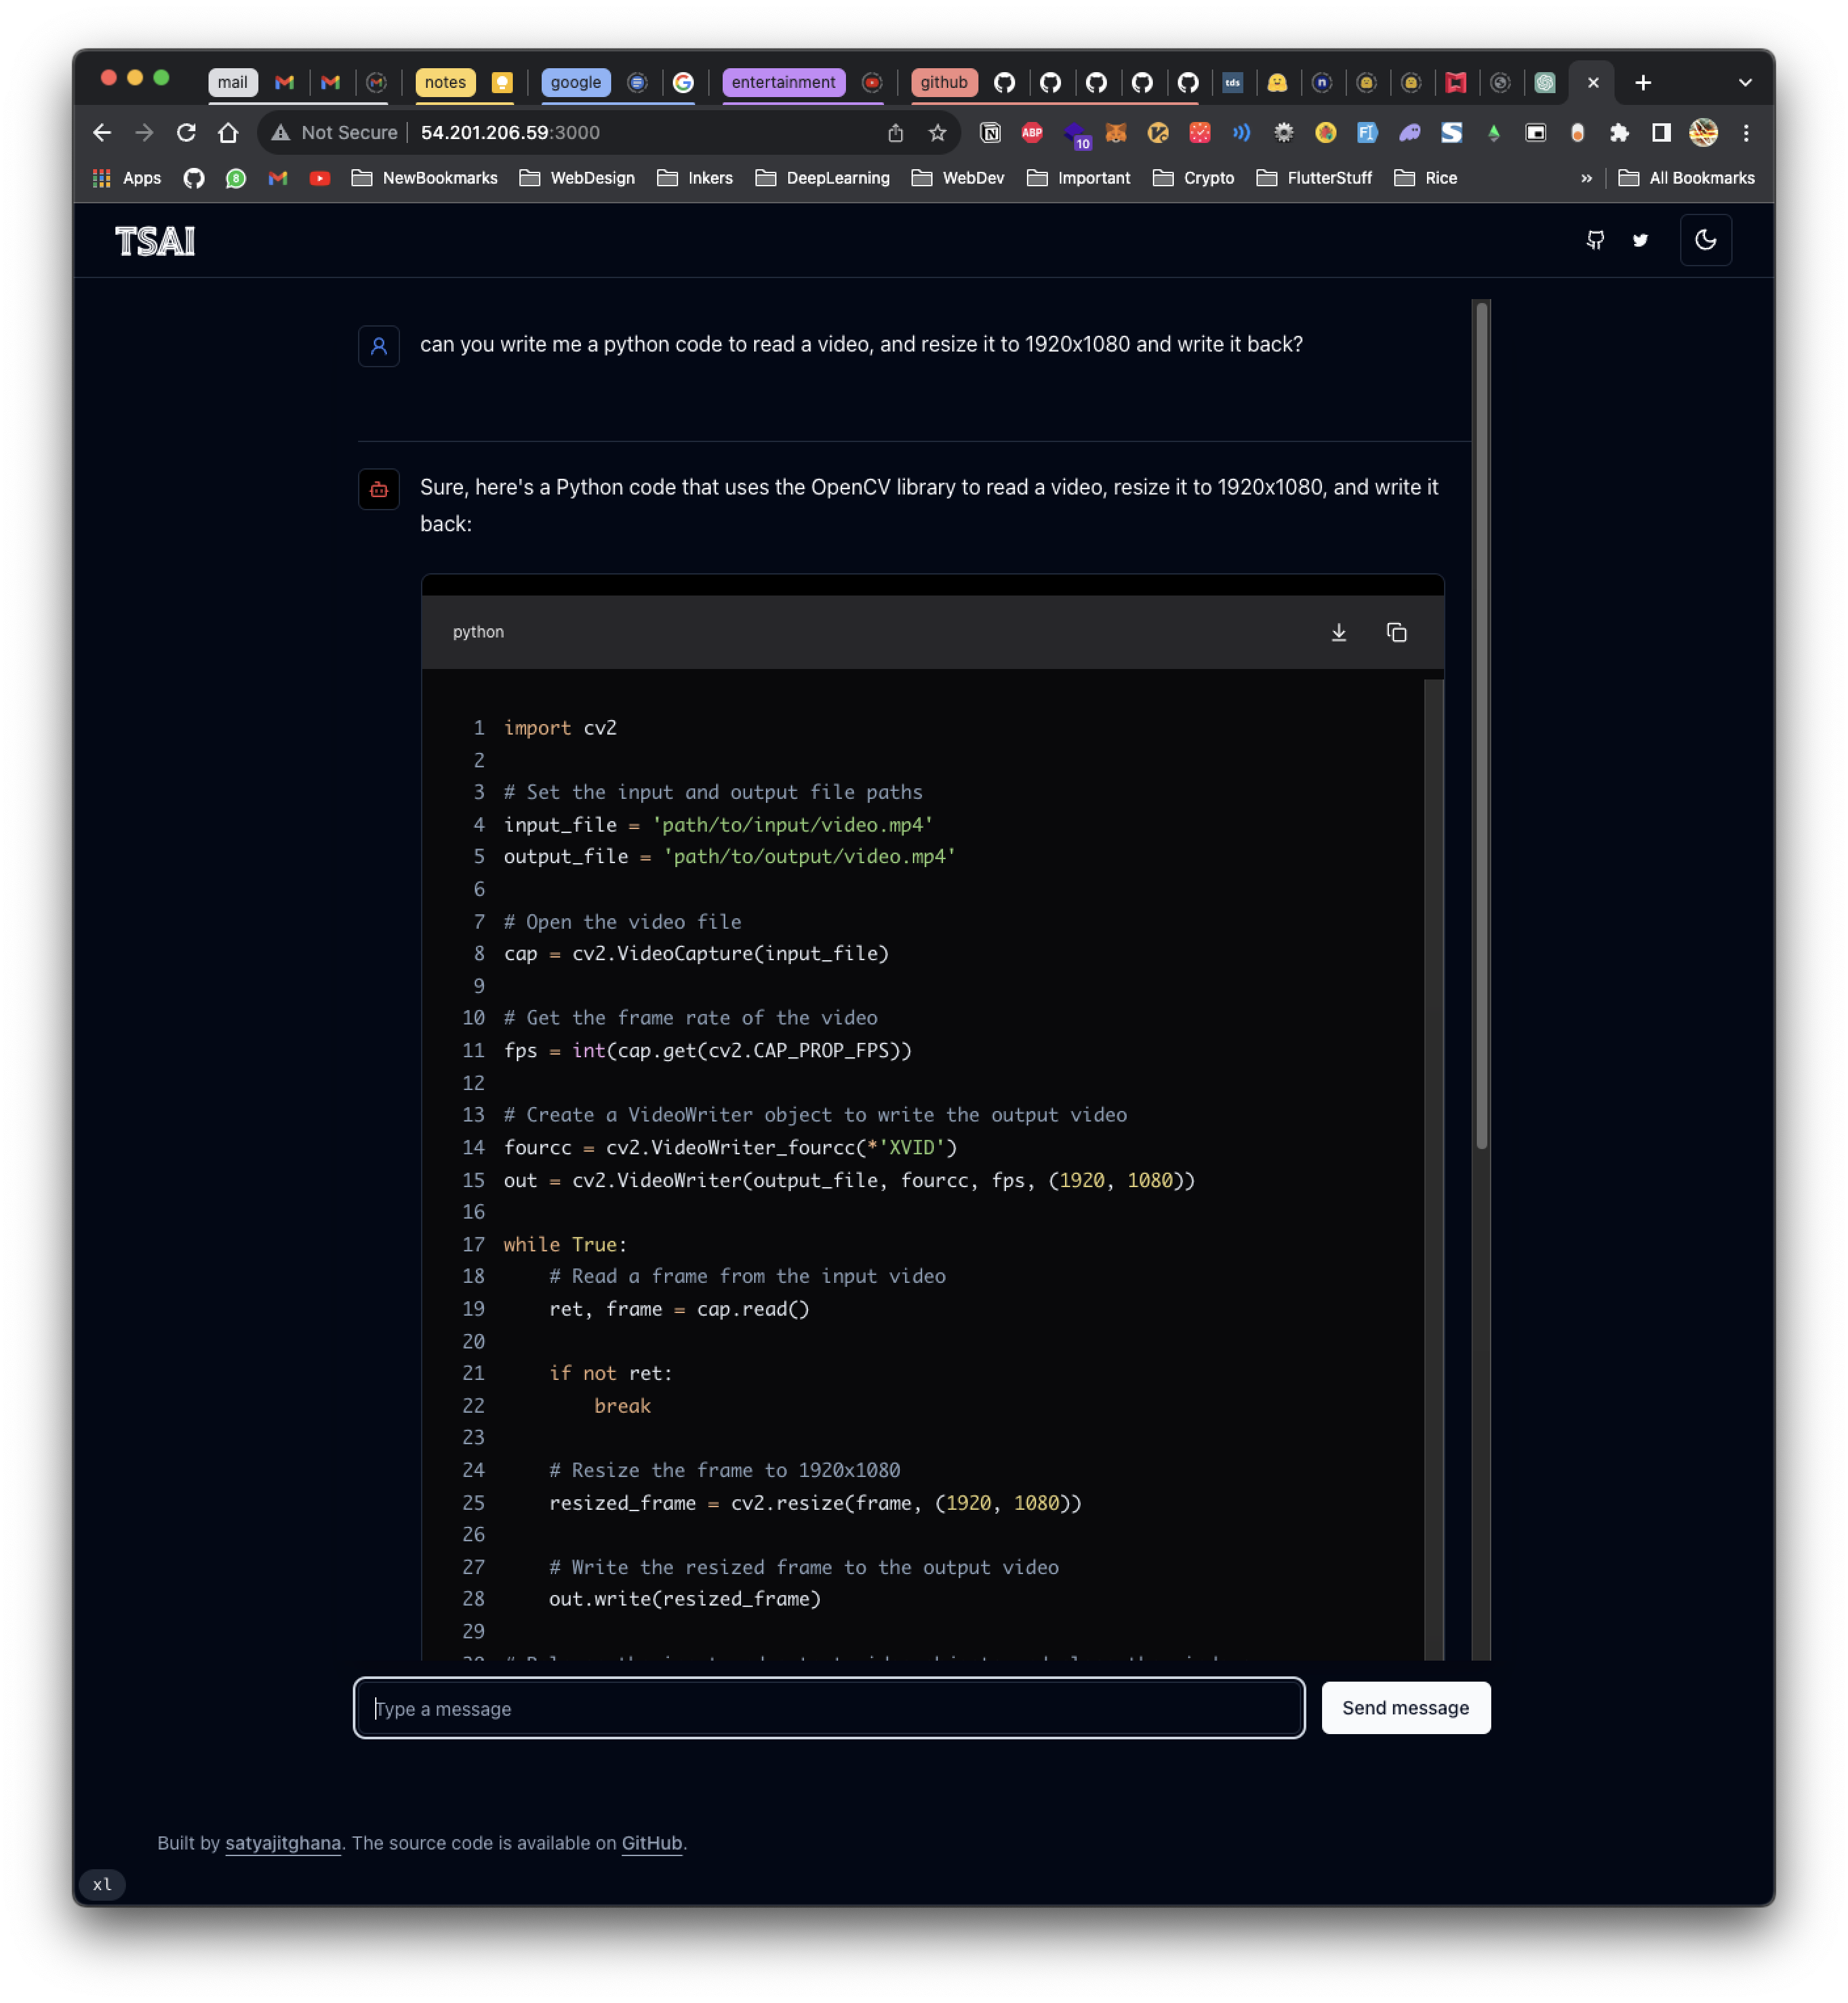 mail
notes
google
entertainment
github
tds
n
Not Secure
54.201.206.59:3000
ABP
10
Apps
8
NewBookmarks
WebDesign
Inkers
DeepLearning
WebDev
Important
Crypto
FlutterStuff
Rice
»
All Bookmarks
TSAI
can you write me a python code to read a video, and resize it to 1920x1080 and write it back?
Sure, here's a Python code that uses the OpenCV library to read a video, resize it to 1920x1080, and write it
back:
python
1 import cv2
2
3 # Set the input and output file paths
4 input_file = 'path/to/input/video.mp4'
5 output_file = 'path/to/output/video.mp4'
6
7 # Open the video file
8 cap = cv2.VideoCapture(input_file)
9
10 # Get the frame rate of the video
11 fps = int(cap.get(cv2.CAP_PROP_FPS))
12
13 # Create a VideoWriter object to write the output video
14 fourcc = cv2.VideoWriter_fourcc(*'XVID')
15 out = cv2.VideoWriter(output_file, fourcc, fps, (1920, 1080))
16
17 while True:
18     # Read a frame from the input video
19     ret, frame = cap.read()
20
21     if not ret:
22         break
23
24     # Resize the frame to 1920x1080
25     resized_frame = cv2.resize(frame, (1920, 1080))
26
27     # Write the resized frame to the output video
28     out.write(resized_frame)
29
Type a message
Send message
Built by satyajitghana. The source code is available on GitHub.
xl